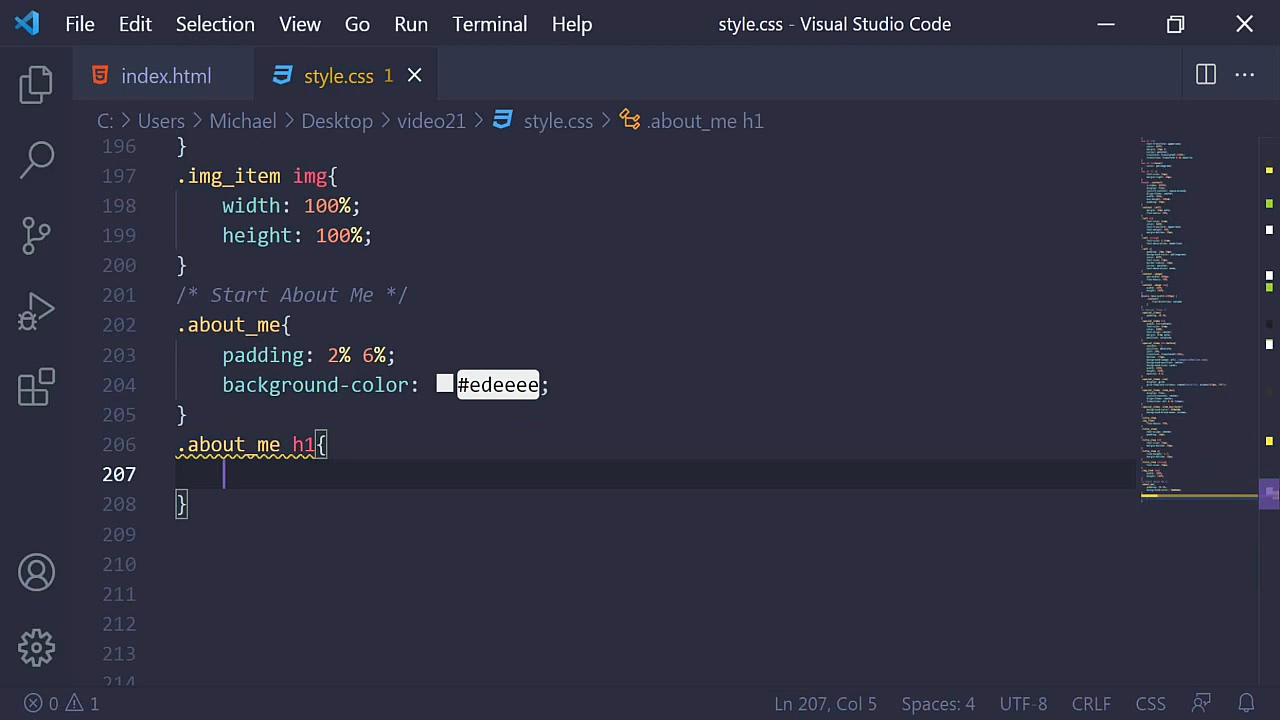 File Edit Selection View Go Run Terminal Help style.css - Visual Studio Code
index.html style.css 1
C: > Users > Michael > Desktop > video21 > style.css > .about_me h1
196 }
197 .img_item img{
198 width: 100%;
199 height: 100%;
200 }
201 /* Start About Me */
202 .about_me{
203 padding: 2% 6%;
204 background-color: #edeeee;
205 }
206 .about_me h1{
207
208 }
209
210
211
212
213
214
0 1 Ln 207, Col 5 Spaces: 4 UTF-8 CRLF CSS